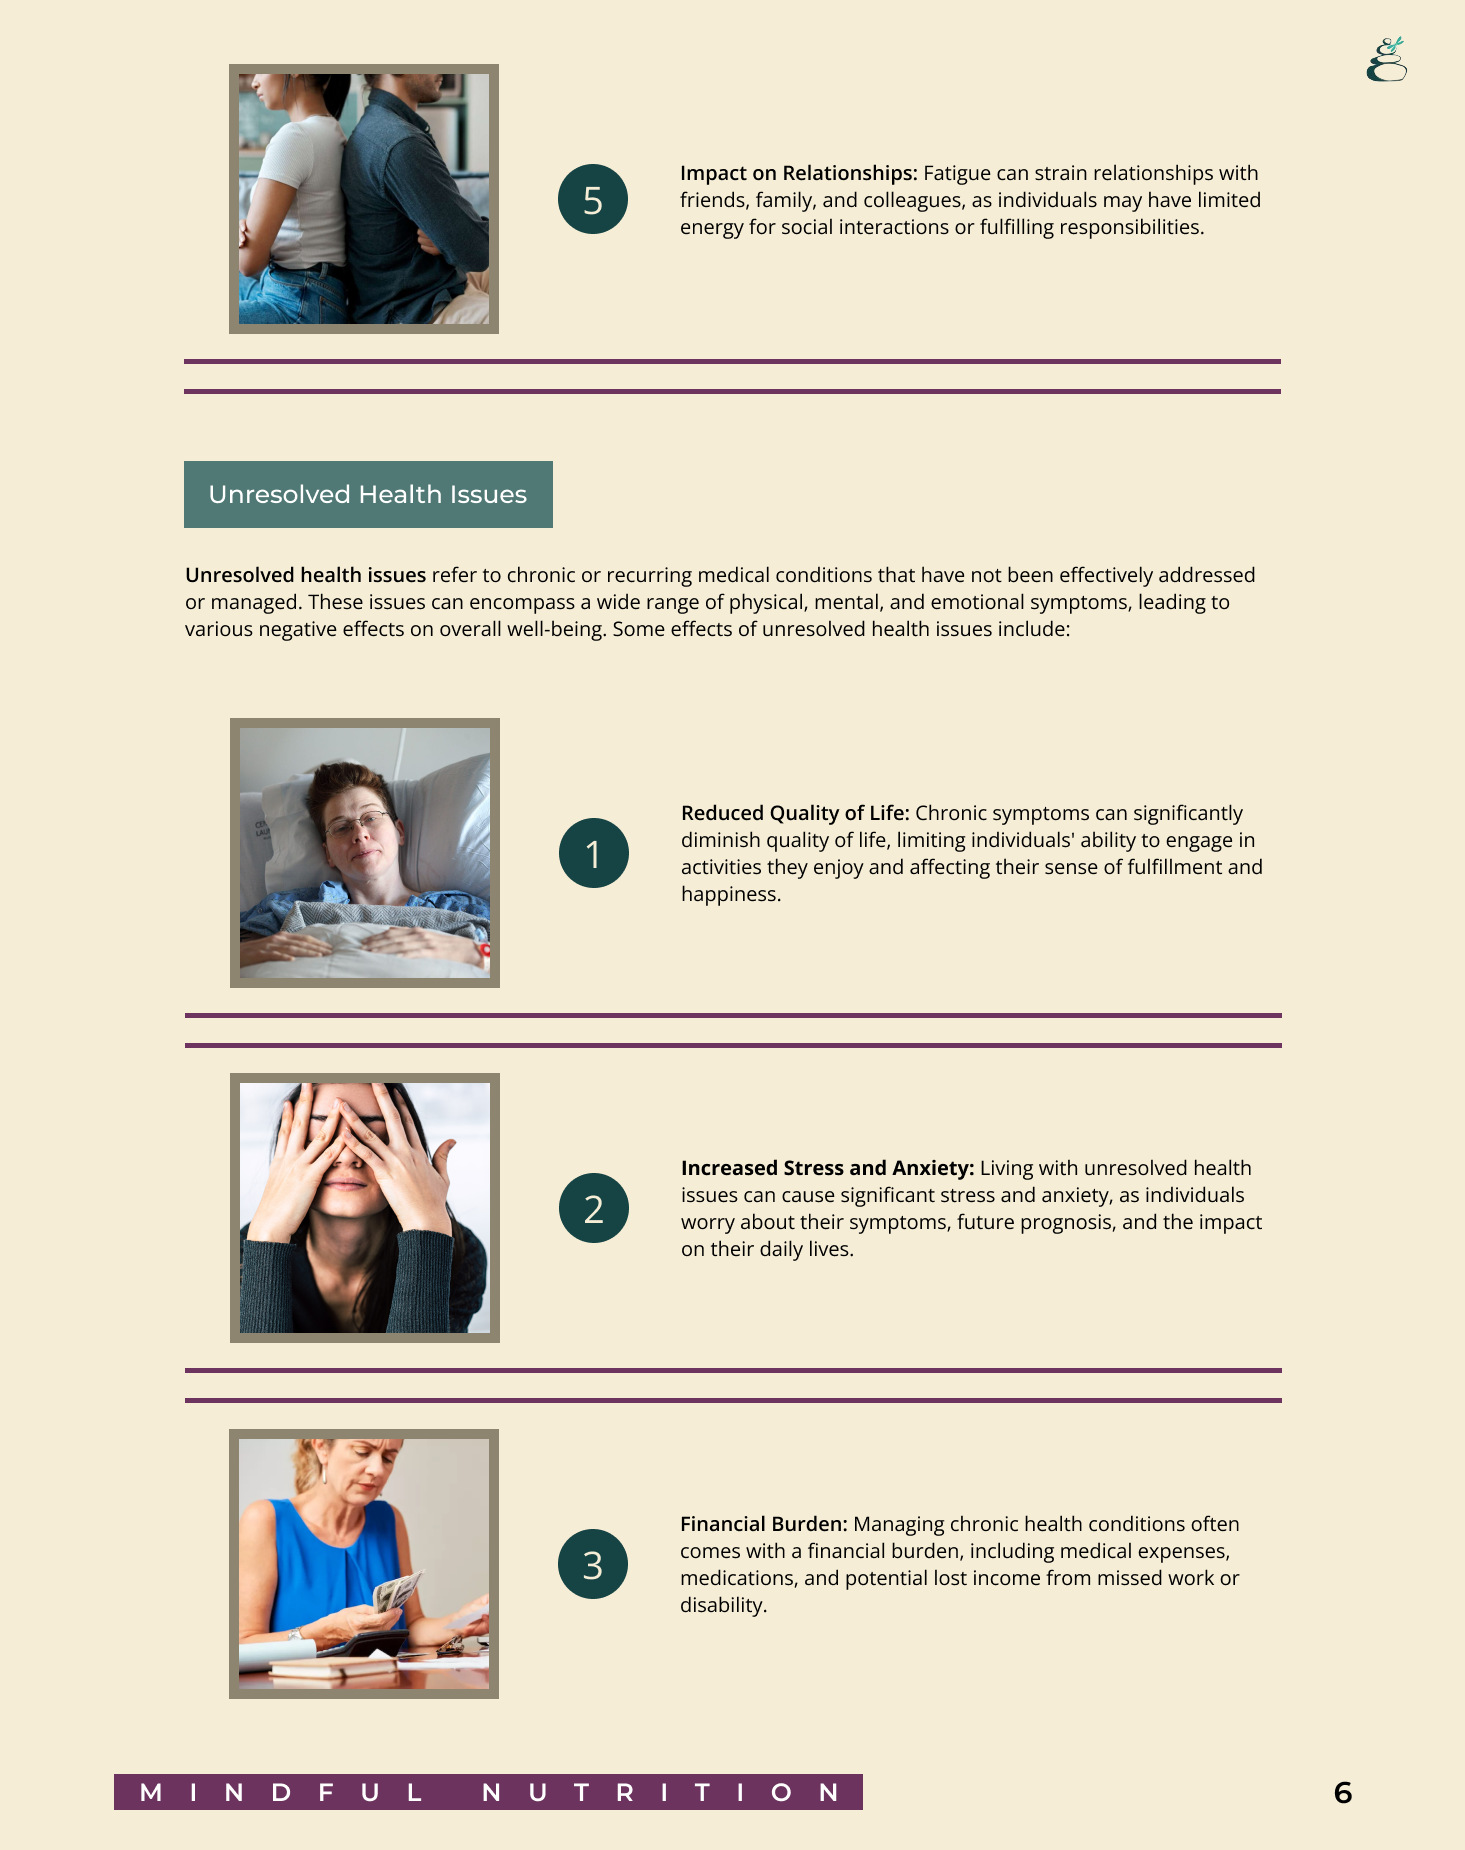 5
Impact on Relationships: Fatigue can strain relationships with
friends, family, and colleagues, as individuals may have limited
energy for social interactions or fulfilling responsibilities.
Unresolved Health Issues
Unresolved health issues refer to chronic or recurring medical conditions that have not been effectively addressed
or managed. These issues can encompass a wide range of physical, mental, and emotional symptoms, leading to
various negative effects on overall well-being. Some effects of unresolved health issues include:
1
Reduced Quality of Life: Chronic symptoms can significantly
diminish quality of life, limiting individuals' ability to engage in
activities they enjoy and affecting their sense of fulfillment and
happiness.
2
Increased Stress and Anxiety: Living with unresolved health
issues can cause significant stress and anxiety, as individuals
worry about their symptoms, future prognosis, and the impact
on their daily lives.
3
Financial Burden: Managing chronic health conditions often
comes with a financial burden, including medical expenses,
medications, and potential lost income from missed work or
disability.
MINDFUL NUTRITION
6